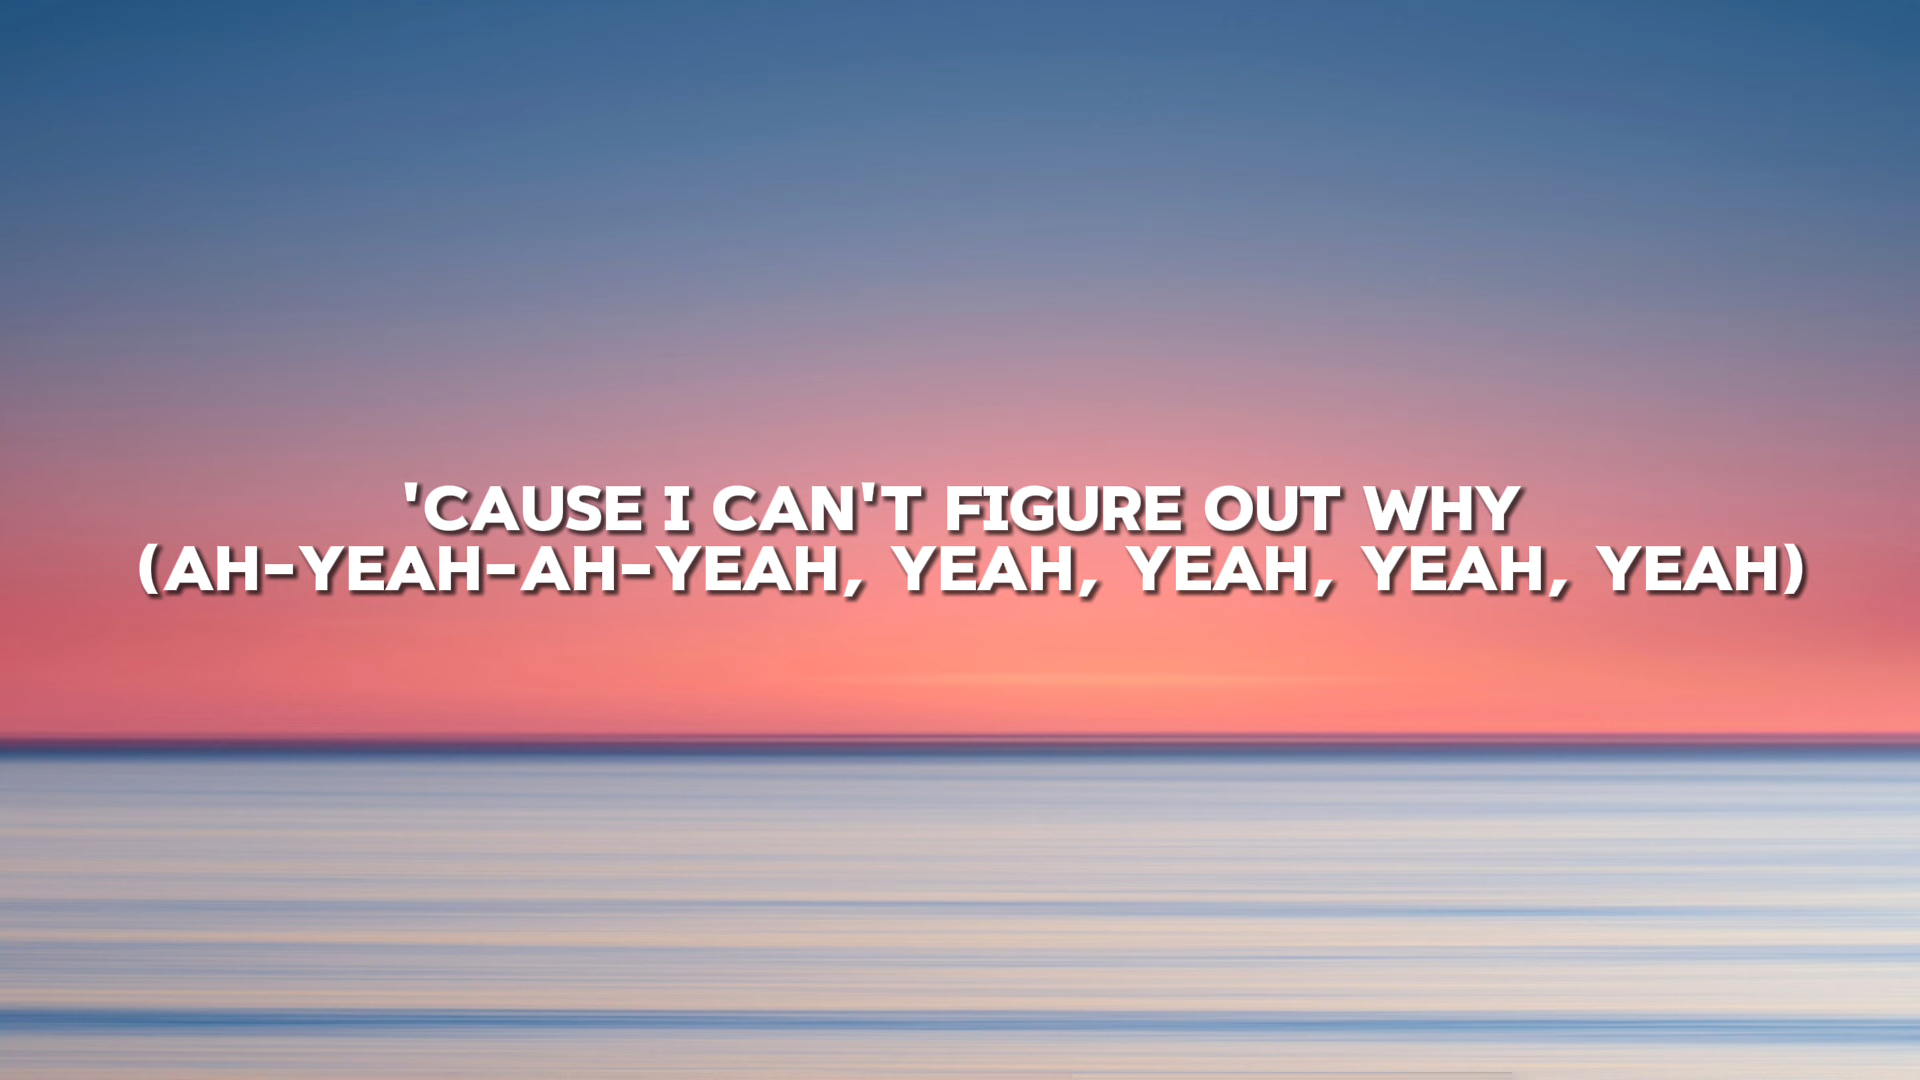 'CAUSE I CAN'T FIGURE OUT WHY
(AH-YEAH-AH-YEAH, YEAH, YEAH, YEAH, YEAH)